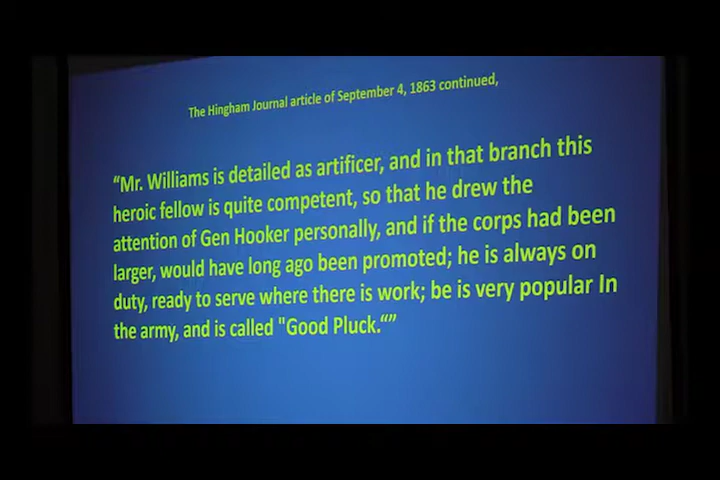 The Hingham Journal article of September 4, 1863 continued,
“Mr. Williams is detailed as artificer, and in that branch this
heroic fellow is quite competent, so that he drew the
attention of Gen Hooker personally, and if the corps had been
larger, would have long ago been promoted; he is always on
duty, ready to serve where there is work; be is very popular In
the army, and is called "Good Pluck.“”